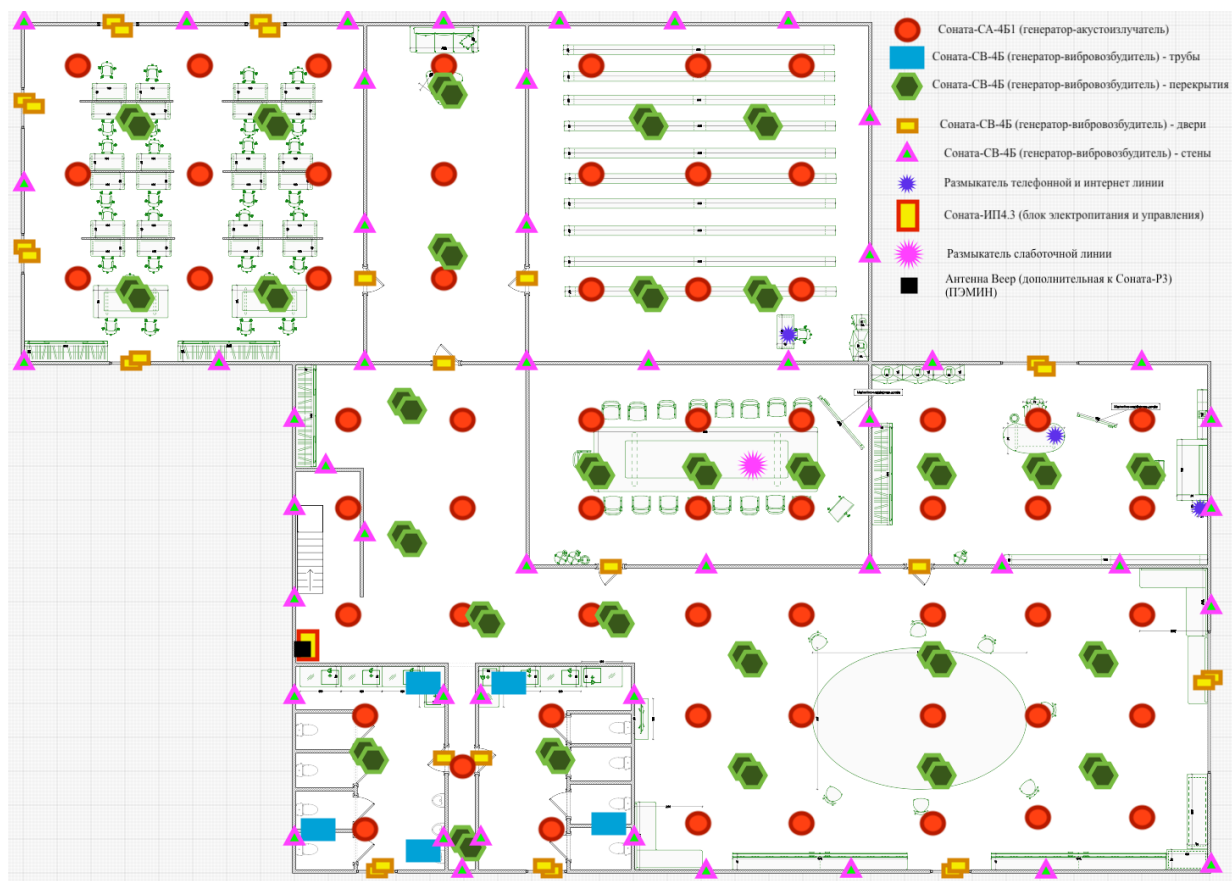 Соната-СА-4Б1 (генератор-акустоизлучатель)
Соната-СВ-4Б (генератор-вибровозбудитель) - трубы
Соната-СВ-4Б (генератор-вибровозбудитель) - перекрытия
Соната-СВ-4Б (генератор-вибровозбудитель) - двери
Соната-СВ-4Б (генератор-вибровозбудитель) - стены
Размыкатель телефонной и интернет линии
Соната-ИП4.3 (блок электропитания и управления)
Размыкатель слаботочной линии
Антенна Веер (дополнительная к Соната-Р3)
(ПЭМИН)